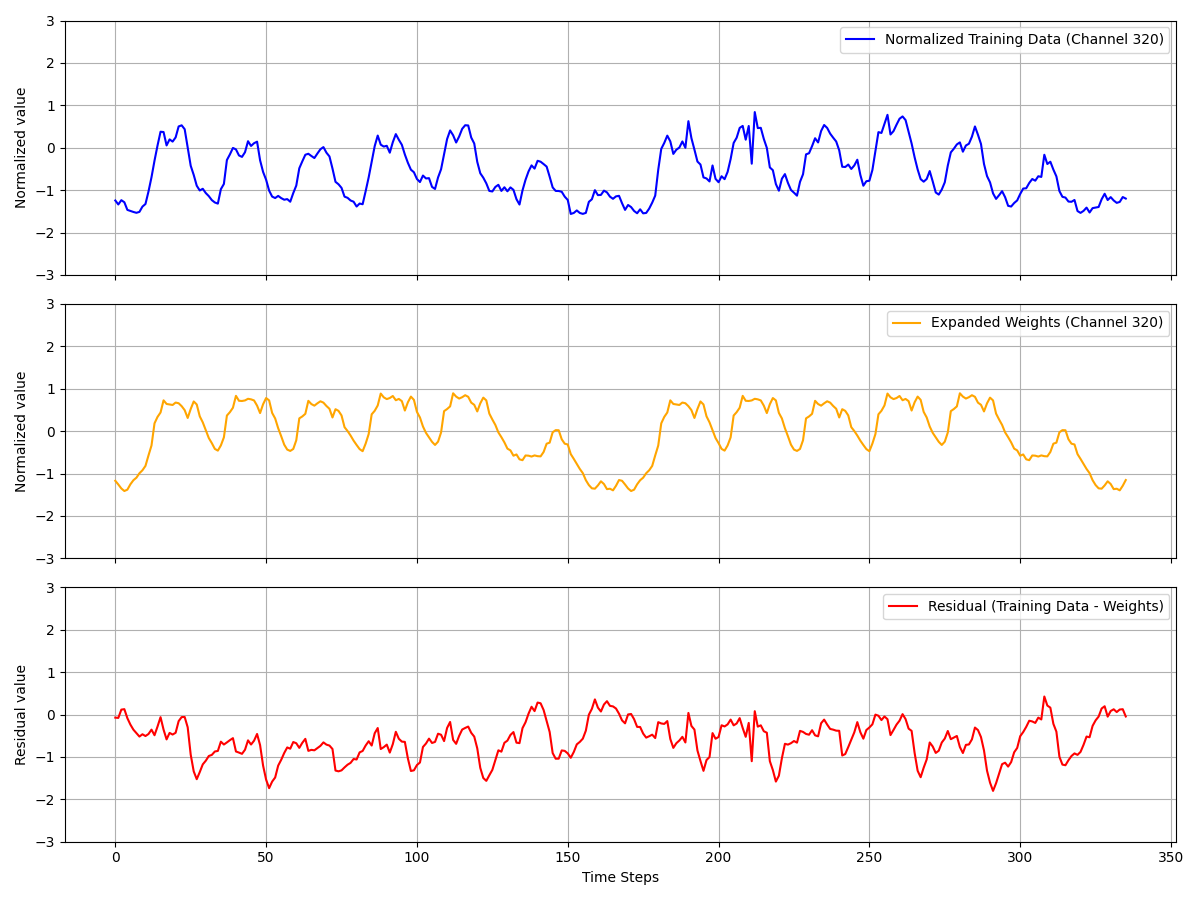 Normalized Training Data (Channel 320)
Normalized value
3
2
1
0
−1
−2
−3
Expanded Weights (Channel 320)
Normalized value
3
2
1
0
−1
−2
−3
Residual (Training Data - Weights)
Residual value
3
2
1
0
−1
−2
−3
0 50 100 150 200 250 300 350
Time Steps